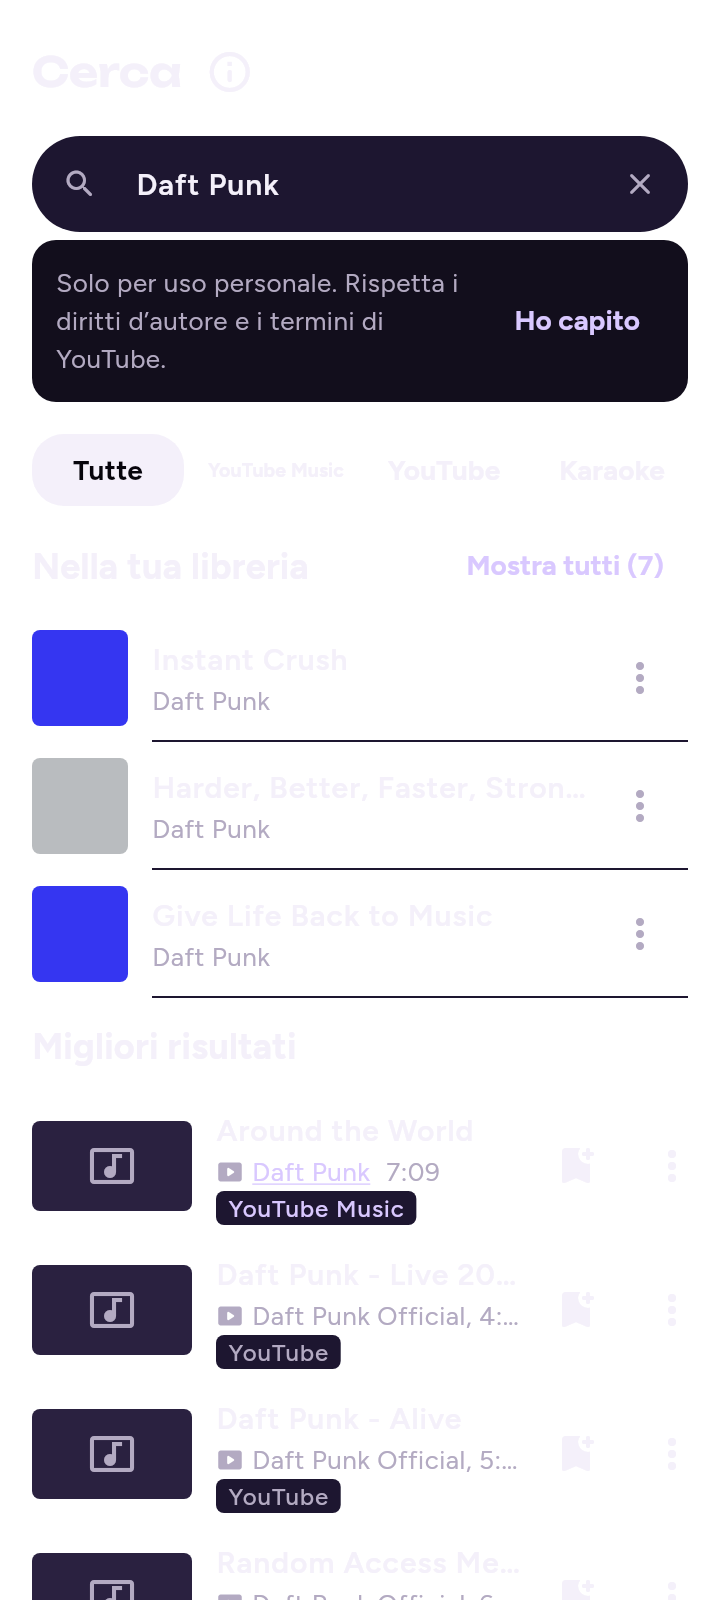 Cerca
Daft Punk
Solo per uso personale. Rispetta i
diritti d’autore e i termini di
YouTube.
Ho capito
Tutte
YouTube Music
YouTube
Karaoke
Nella tua libreria
Mostra tutti (7)
Instant Crush
Daft Punk
Harder, Better, Faster, Stron...
Daft Punk
Give Life Back to Music
Daft Punk
Migliori risultati
Around the World
Daft Punk 7:09
YouTube Music
Daft Punk - Live 20...
Daft Punk Official, 4:...
YouTube
Daft Punk - Alive
Daft Punk Official, 5:...
YouTube
Random Access Me...